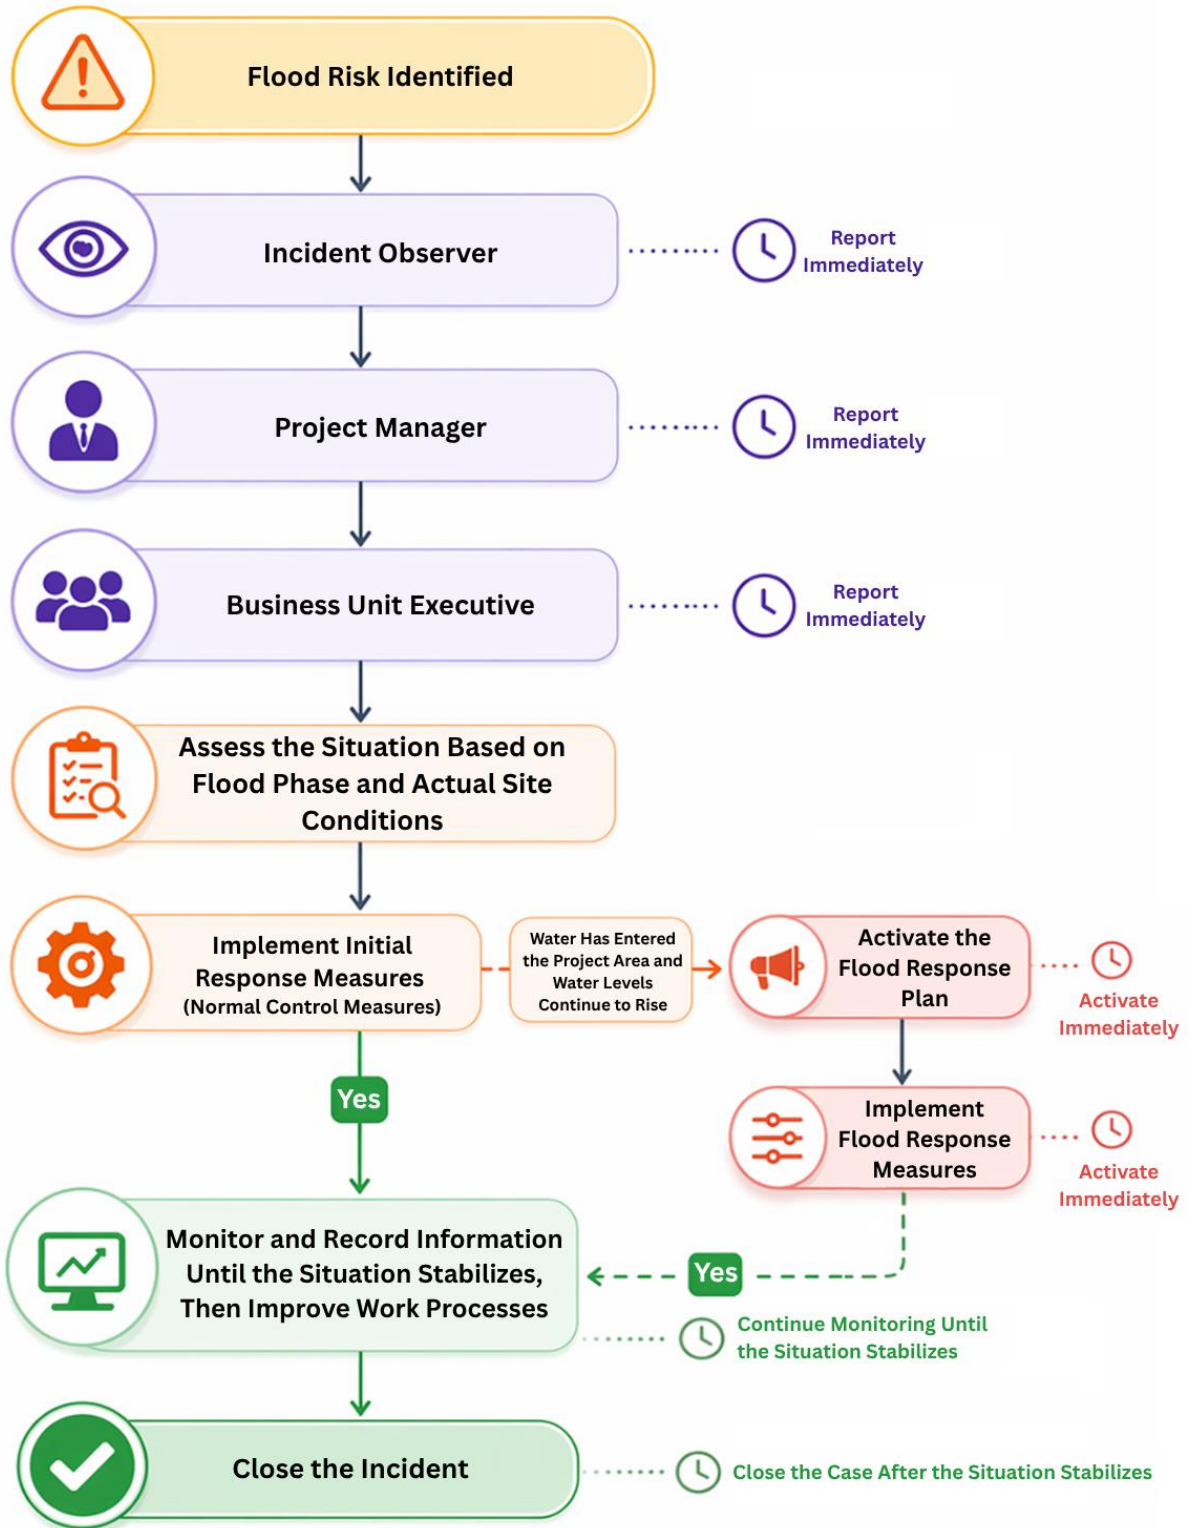 Flood Risk Identified
Incident Observer
Report
Immediately
Project Manager
Report
Immediately
Business Unit Executive
Report
Immediately
Assess the Situation Based on
Flood Phase and Actual Site
Conditions
Implement Initial
Response Measures
(Normal Control Measures)
Water Has Entered
the Project Area and
Water Levels
Continue to Rise
Activate the
Flood Response
Plan
Activate
Immediately
Yes
Implement
Flood Response
Measures
Activate
Immediately
Monitor and Record Information
Until the Situation Stabilizes,
Then Improve Work Processes
Yes
Continue Monitoring Until
the Situation Stabilizes
Close the Incident
Close the Case After the Situation Stabilizes